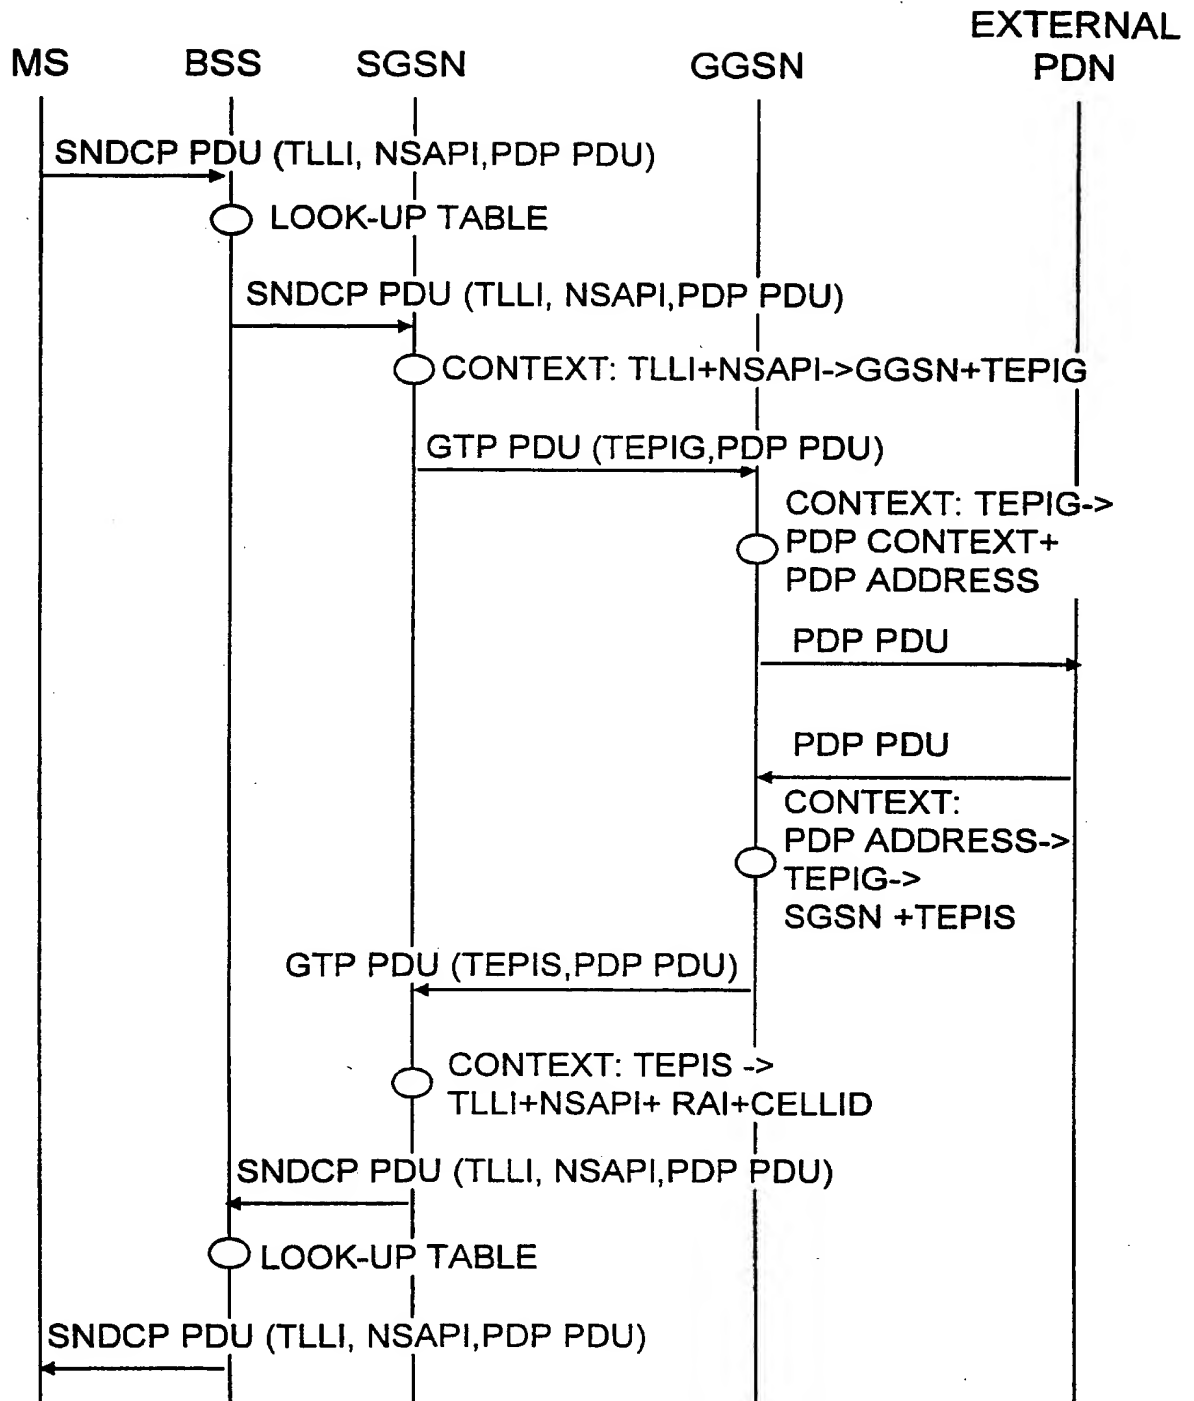 EXTERNAL
MS BSS SGSN GGSN PDN
SNDCP PDU (TLLI, NSAPI,PDP PDU)
LOOK-UP TABLE
SNDCP PDU (TLLI, NSAPI,PDP PDU)
CONTEXT: TLLI+NSAPI->GGSN+TEPIG
GTP PDU (TEPIG,PDP PDU)
CONTEXT: TEPIG->
PDP CONTEXT+
PDP ADDRESS
PDP PDU
PDP PDU
CONTEXT:
PDP ADDRESS->
TEPIG->
SGSN +TEPIS
GTP PDU (TEPIS,PDP PDU)
CONTEXT: TEPIS ->
TLLI+NSAPI+ RAI+CELLID
SNDCP PDU (TLLI, NSAPI,PDP PDU)
LOOK-UP TABLE
SNDCP PDU (TLLI, NSAPI,PDP PDU)